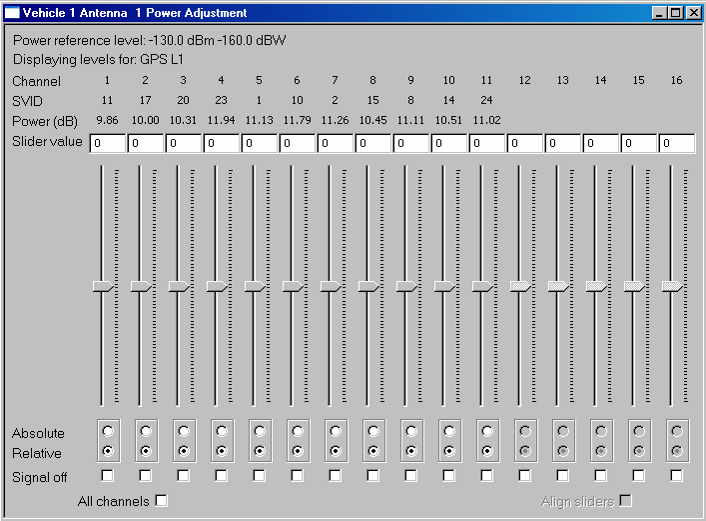 Vehicle 1 Antenna 1 Power Adjustment
Power reference level: -130.0 dBm -160.0 dBW
Displaying levels for: GPS L1
Channel 1 2 3 4 5 6 7 8 9 10 11 12 13 14 15 16
SVID 11 17 20 23 1 10 2 15 8 14 24
Power (dB) 9.86 10.00 10.31 11.94 11.13 11.79 11.26 10.45 11.11 10.51 11.02
Slider value 0 0 0 0 0 0 0 0 0 0 0 0 0 0 0 0
Absolute
Relative
Signal off
All channels Align sliders